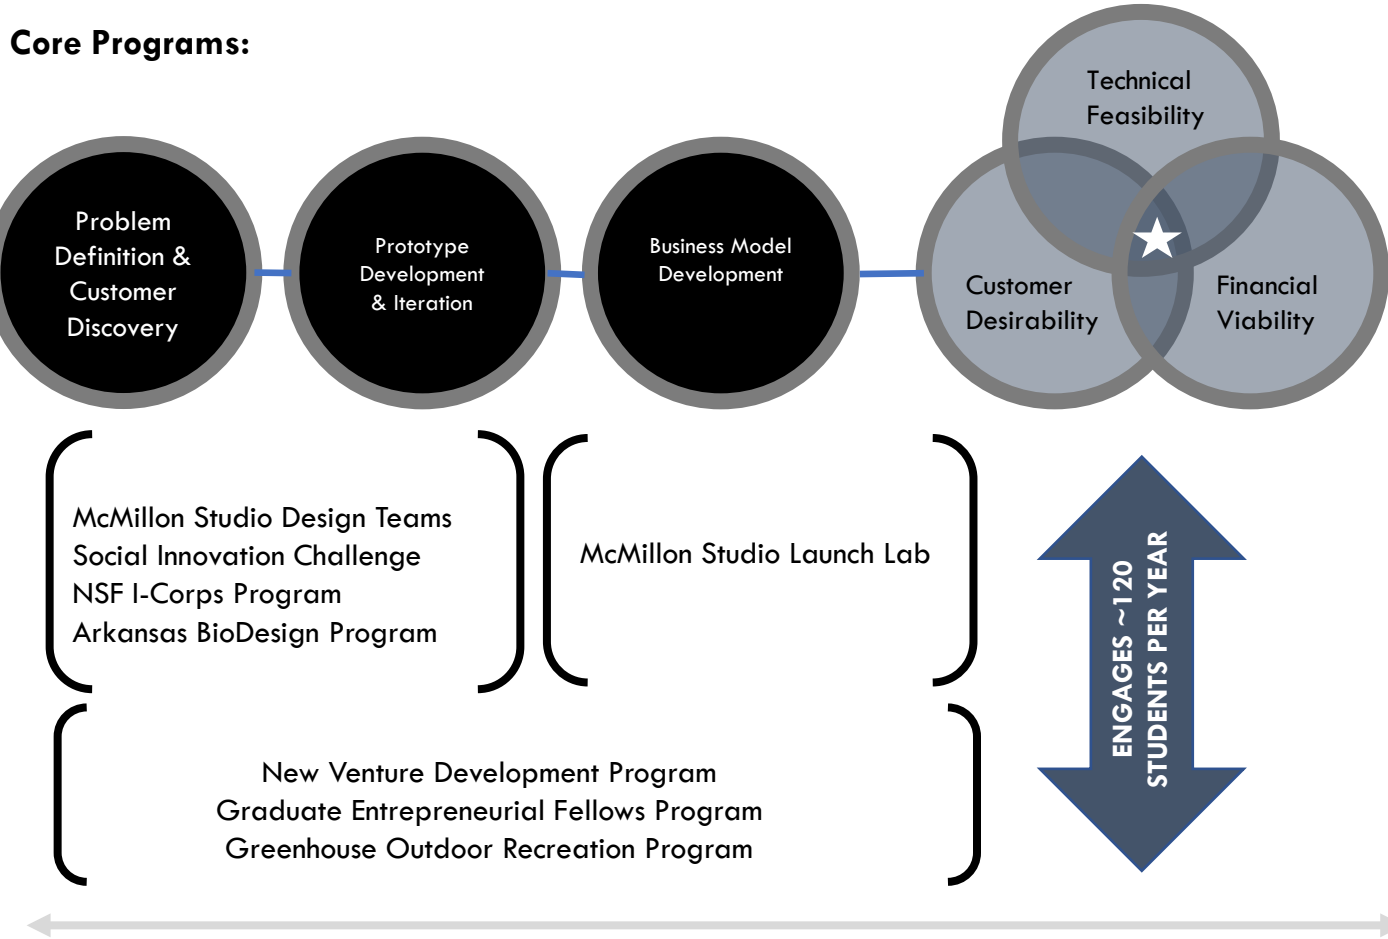 Core Programs:
Problem
Definition &
Customer
Discovery
Prototype
Development
& Iteration
Business Model
Development
Technical
Feasibility
Customer
Desirability
Financial
Viability
McMillon Studio Design Teams
Social Innovation Challenge
NSF I-Corps Program
Arkansas BioDesign Program
McMillon Studio Launch Lab
New Venture Development Program
Graduate Entrepreneurial Fellows Program
Greenhouse Outdoor Recreation Program
ENGAGES ~120
STUDENTS PER YEAR